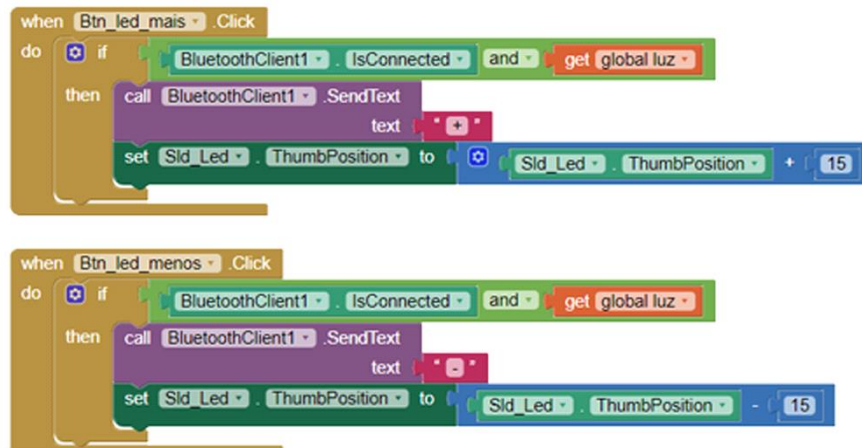 when Btn_led_mais .Click
do if BluetoothClient1 . IsConnected and get global luz
then call BluetoothClient1 .SendText
text " + "
set Sld_Led . ThumbPosition to Sld_Led . ThumbPosition + 15
when Btn_led_menos .Click
do if BluetoothClient1 . IsConnected and get global luz
then call BluetoothClient1 .SendText
text " - "
set Sld_Led . ThumbPosition to Sld_Led . ThumbPosition - 15